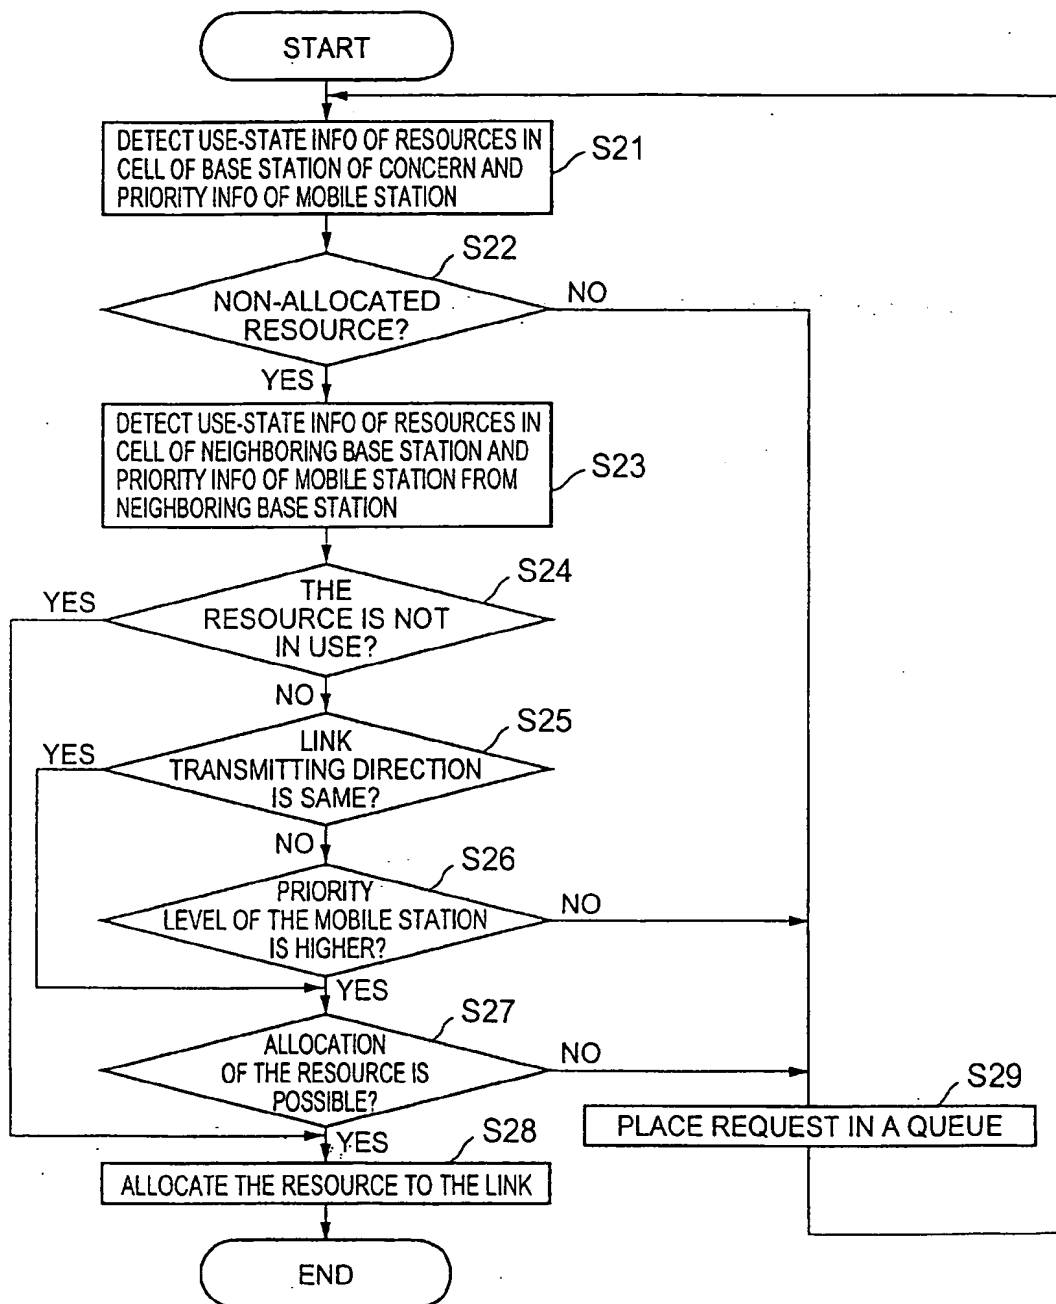 START
DETECT USE-STATE INFO OF RESOURCES IN
CELL OF BASE STATION OF CONCERN AND
PRIORITY INFO OF MOBILE STATION
S21
S22
NON-ALLOCATED
RESOURCE?
NO
YES
DETECT USE-STATE INFO OF RESOURCES IN
CELL OF NEIGHBORING BASE STATION AND
PRIORITY INFO OF MOBILE STATION FROM
NEIGHBORING BASE STATION
S23
S24
YES
THE
RESOURCE IS NOT
IN USE?
NO
S25
YES
LINK
TRANSMITTING DIRECTION
IS SAME?
NO
S26
PRIORITY
LEVEL OF THE MOBILE STATION
IS HIGHER?
NO
YES
S27
ALLOCATION
OF THE RESOURCE IS
POSSIBLE?
NO
S29
PLACE REQUEST IN A QUEUE
YES
S28
ALLOCATE THE RESOURCE TO THE LINK
END